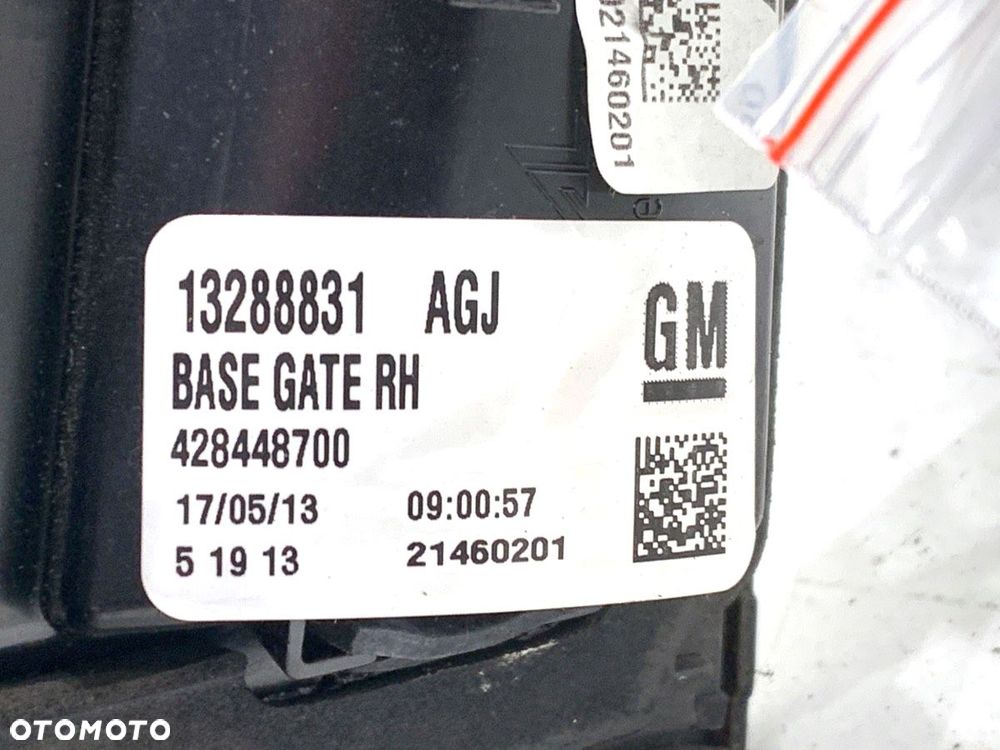 21460201
13288831 AGJ
GM
BASE GATE RH
428448700
17/05/13 09:00:57
5 19 13 21460201
OTOMOTO